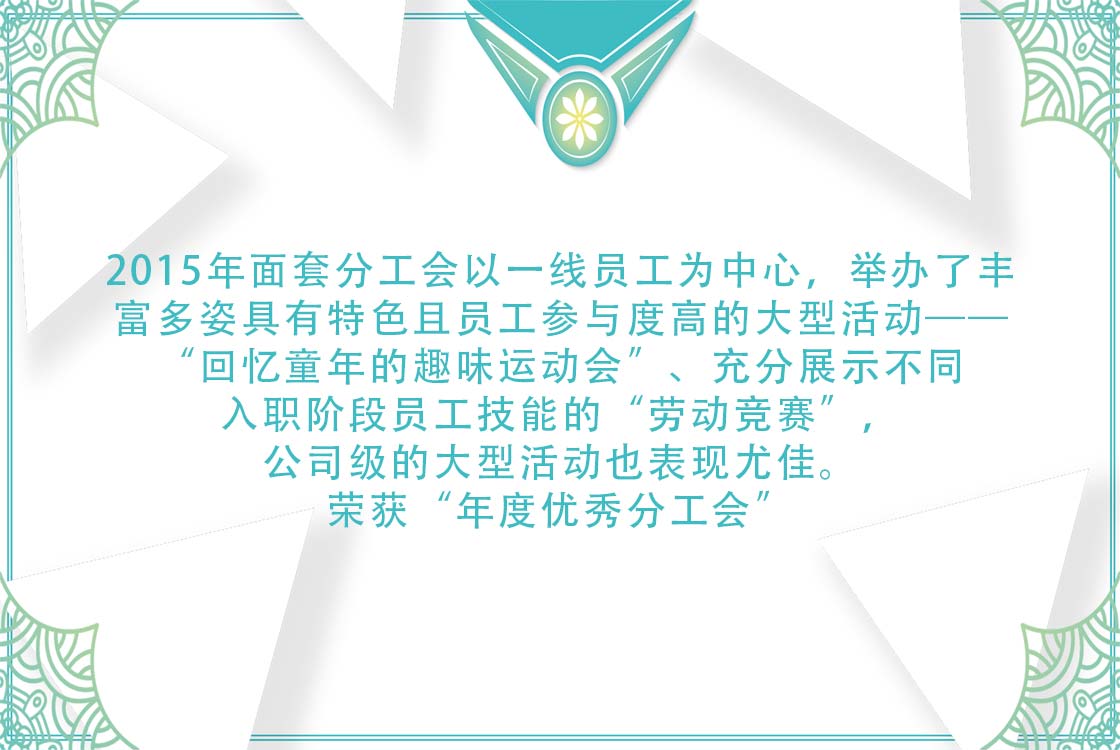 2015年面套分工会以一线员工为中心，举办了丰
富多姿具有特色且员工参与度高的大型活动——
“回忆童年的趣味运动会”、充分展示不同
入职阶段员工技能的“劳动竞赛”，
公司级的大型活动也表现尤佳。
荣获“年度优秀分工会”